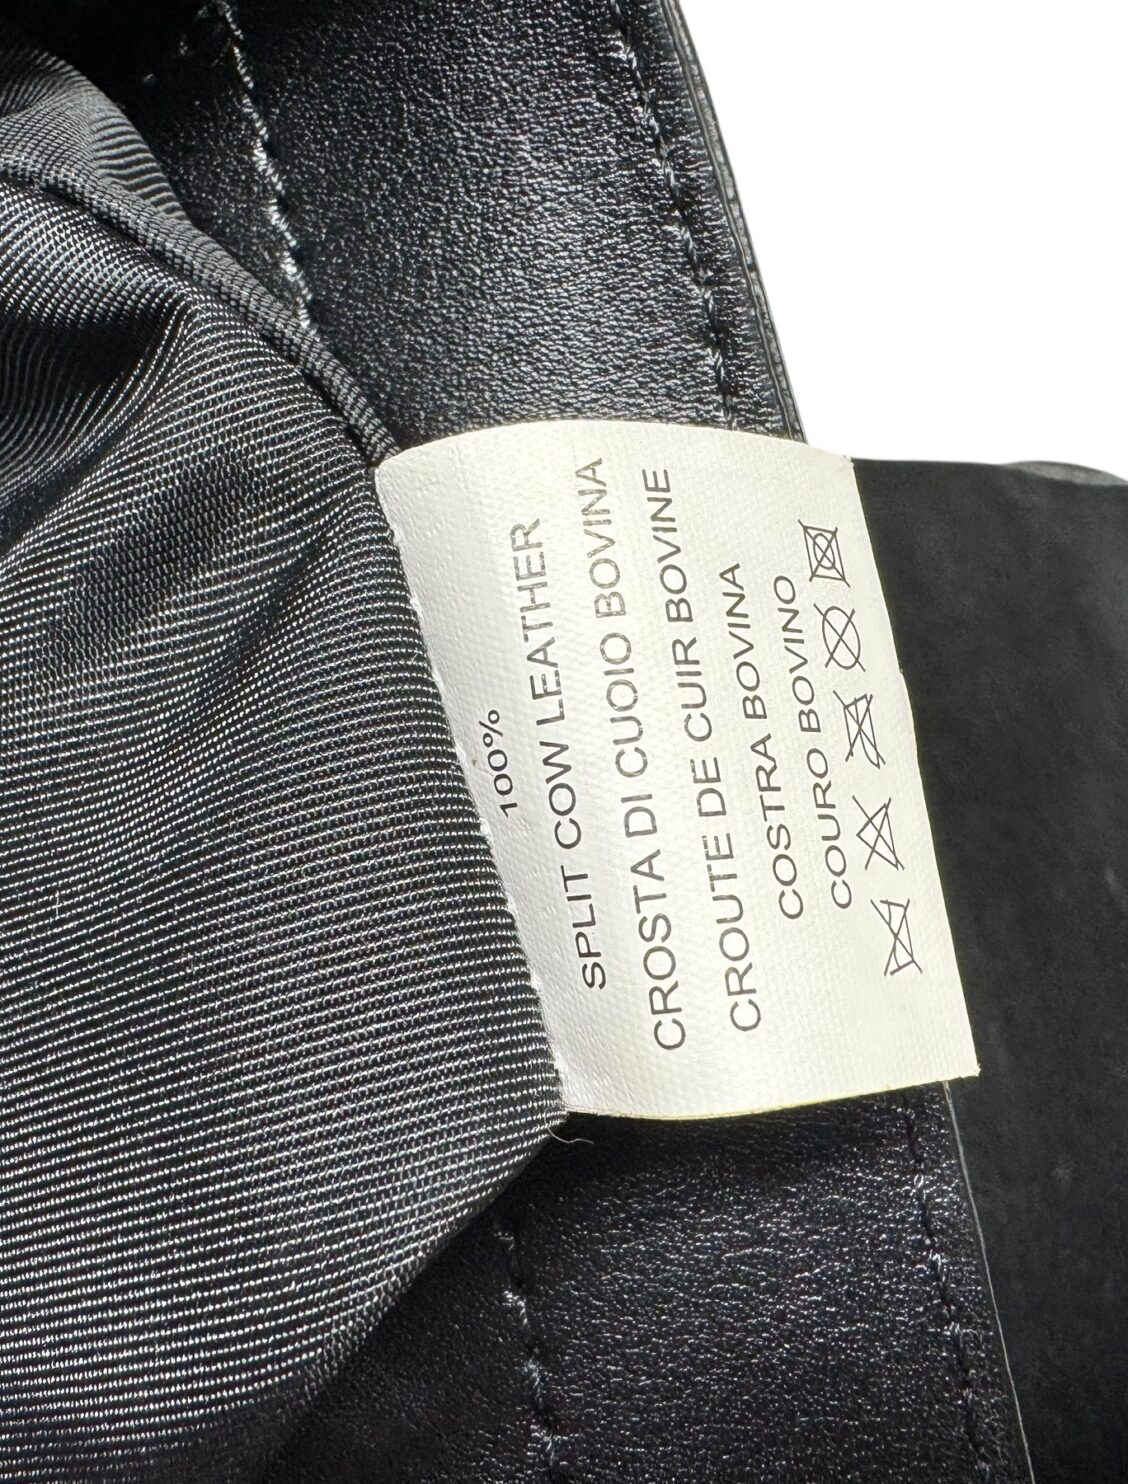 100%
SPLIT COW LEATHER
CROSTA DI CUOIO BOVINA
CROUTE DE CUIR BOVINE
COSTRA BOVINA
COURO BOVINO